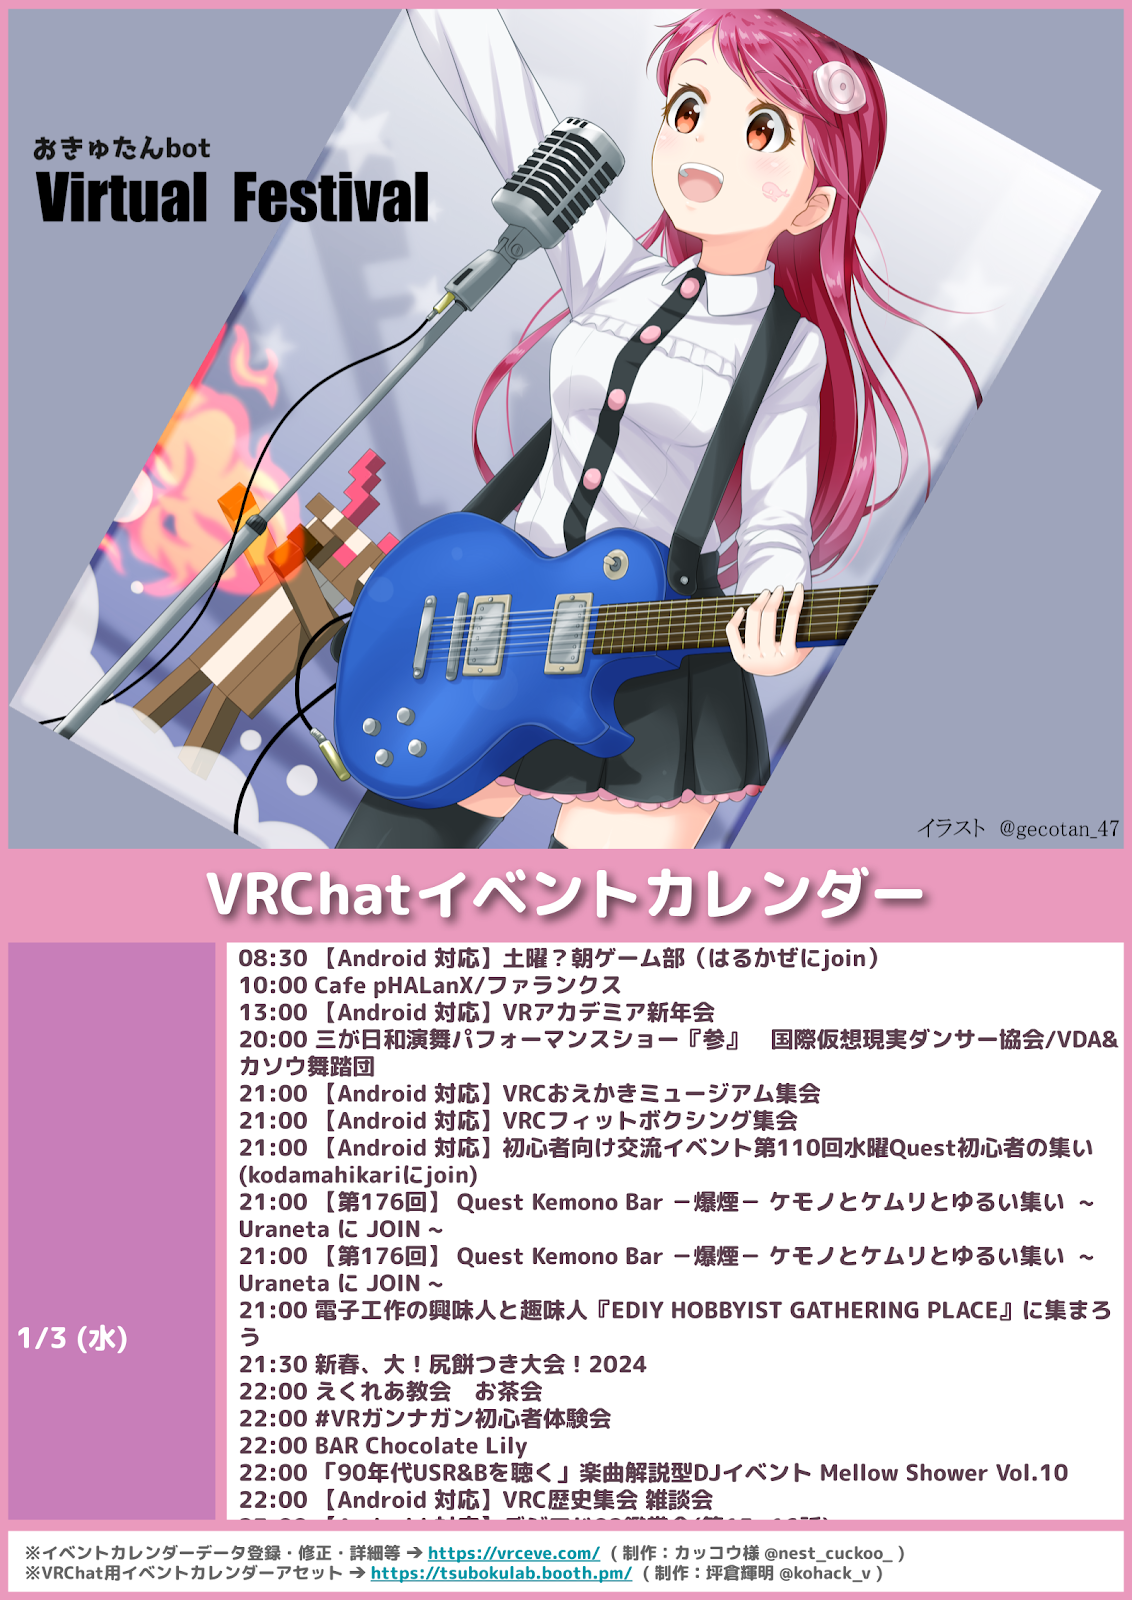 おきゅたんbot
Virtual Festival
イラスト @gecotan_47
VRChatイベントカレンダー
1/3 (水)
08:30 【Android 対応】土曜？朝ゲーム部（はるかぜにjoin）
10:00 Cafe pHALanX/ファランクス
13:00 【Android 対応】VRアカデミア新年会
20:00 三が日和演舞パフォーマンスショー『参』　国際仮想現実ダンサー協会/VDA&
カソウ舞踏団
21:00 【Android 対応】VRCおえかきミュージアム集会
21:00 【Android 対応】VRCフィットボクシング集会
21:00 【Android 対応】初心者向け交流イベント第110回水曜Quest初心者の集い
(kodamahikariにjoin)
21:00 【第176回】 Quest Kemono Bar －爆煙－ ケモノとケムリとゆるい集い ～
Uraneta に JOIN ~
21:00 【第176回】 Quest Kemono Bar －爆煙－ ケモノとケムリとゆるい集い ～
Uraneta に JOIN ~
21:00 電子工作の興味人と趣味人『EDIY HOBBYIST GATHERING PLACE』に集まろ
う
21:30 新春、大！尻餅つき大会！2024
22:00 えくれあ教会　お茶会
22:00 #VRガンナガン初心者体験会
22:00 BAR Chocolate Lily
22:00 「90年代USR&Bを聴く」楽曲解説型DJイベント Mellow Shower Vol.10
22:00 【Android 対応】VRC歴史集会 雑談会
※イベントカレンダーデータ登録・修正・詳細等 ➔ https://vrceve.com/ ( 制作：カッコウ様 @nest_cuckoo_ )
※VRChat用イベントカレンダーアセット ➔ https://tsubokulab.booth.pm/ ( 制作：坪倉輝明 @kohack_v )